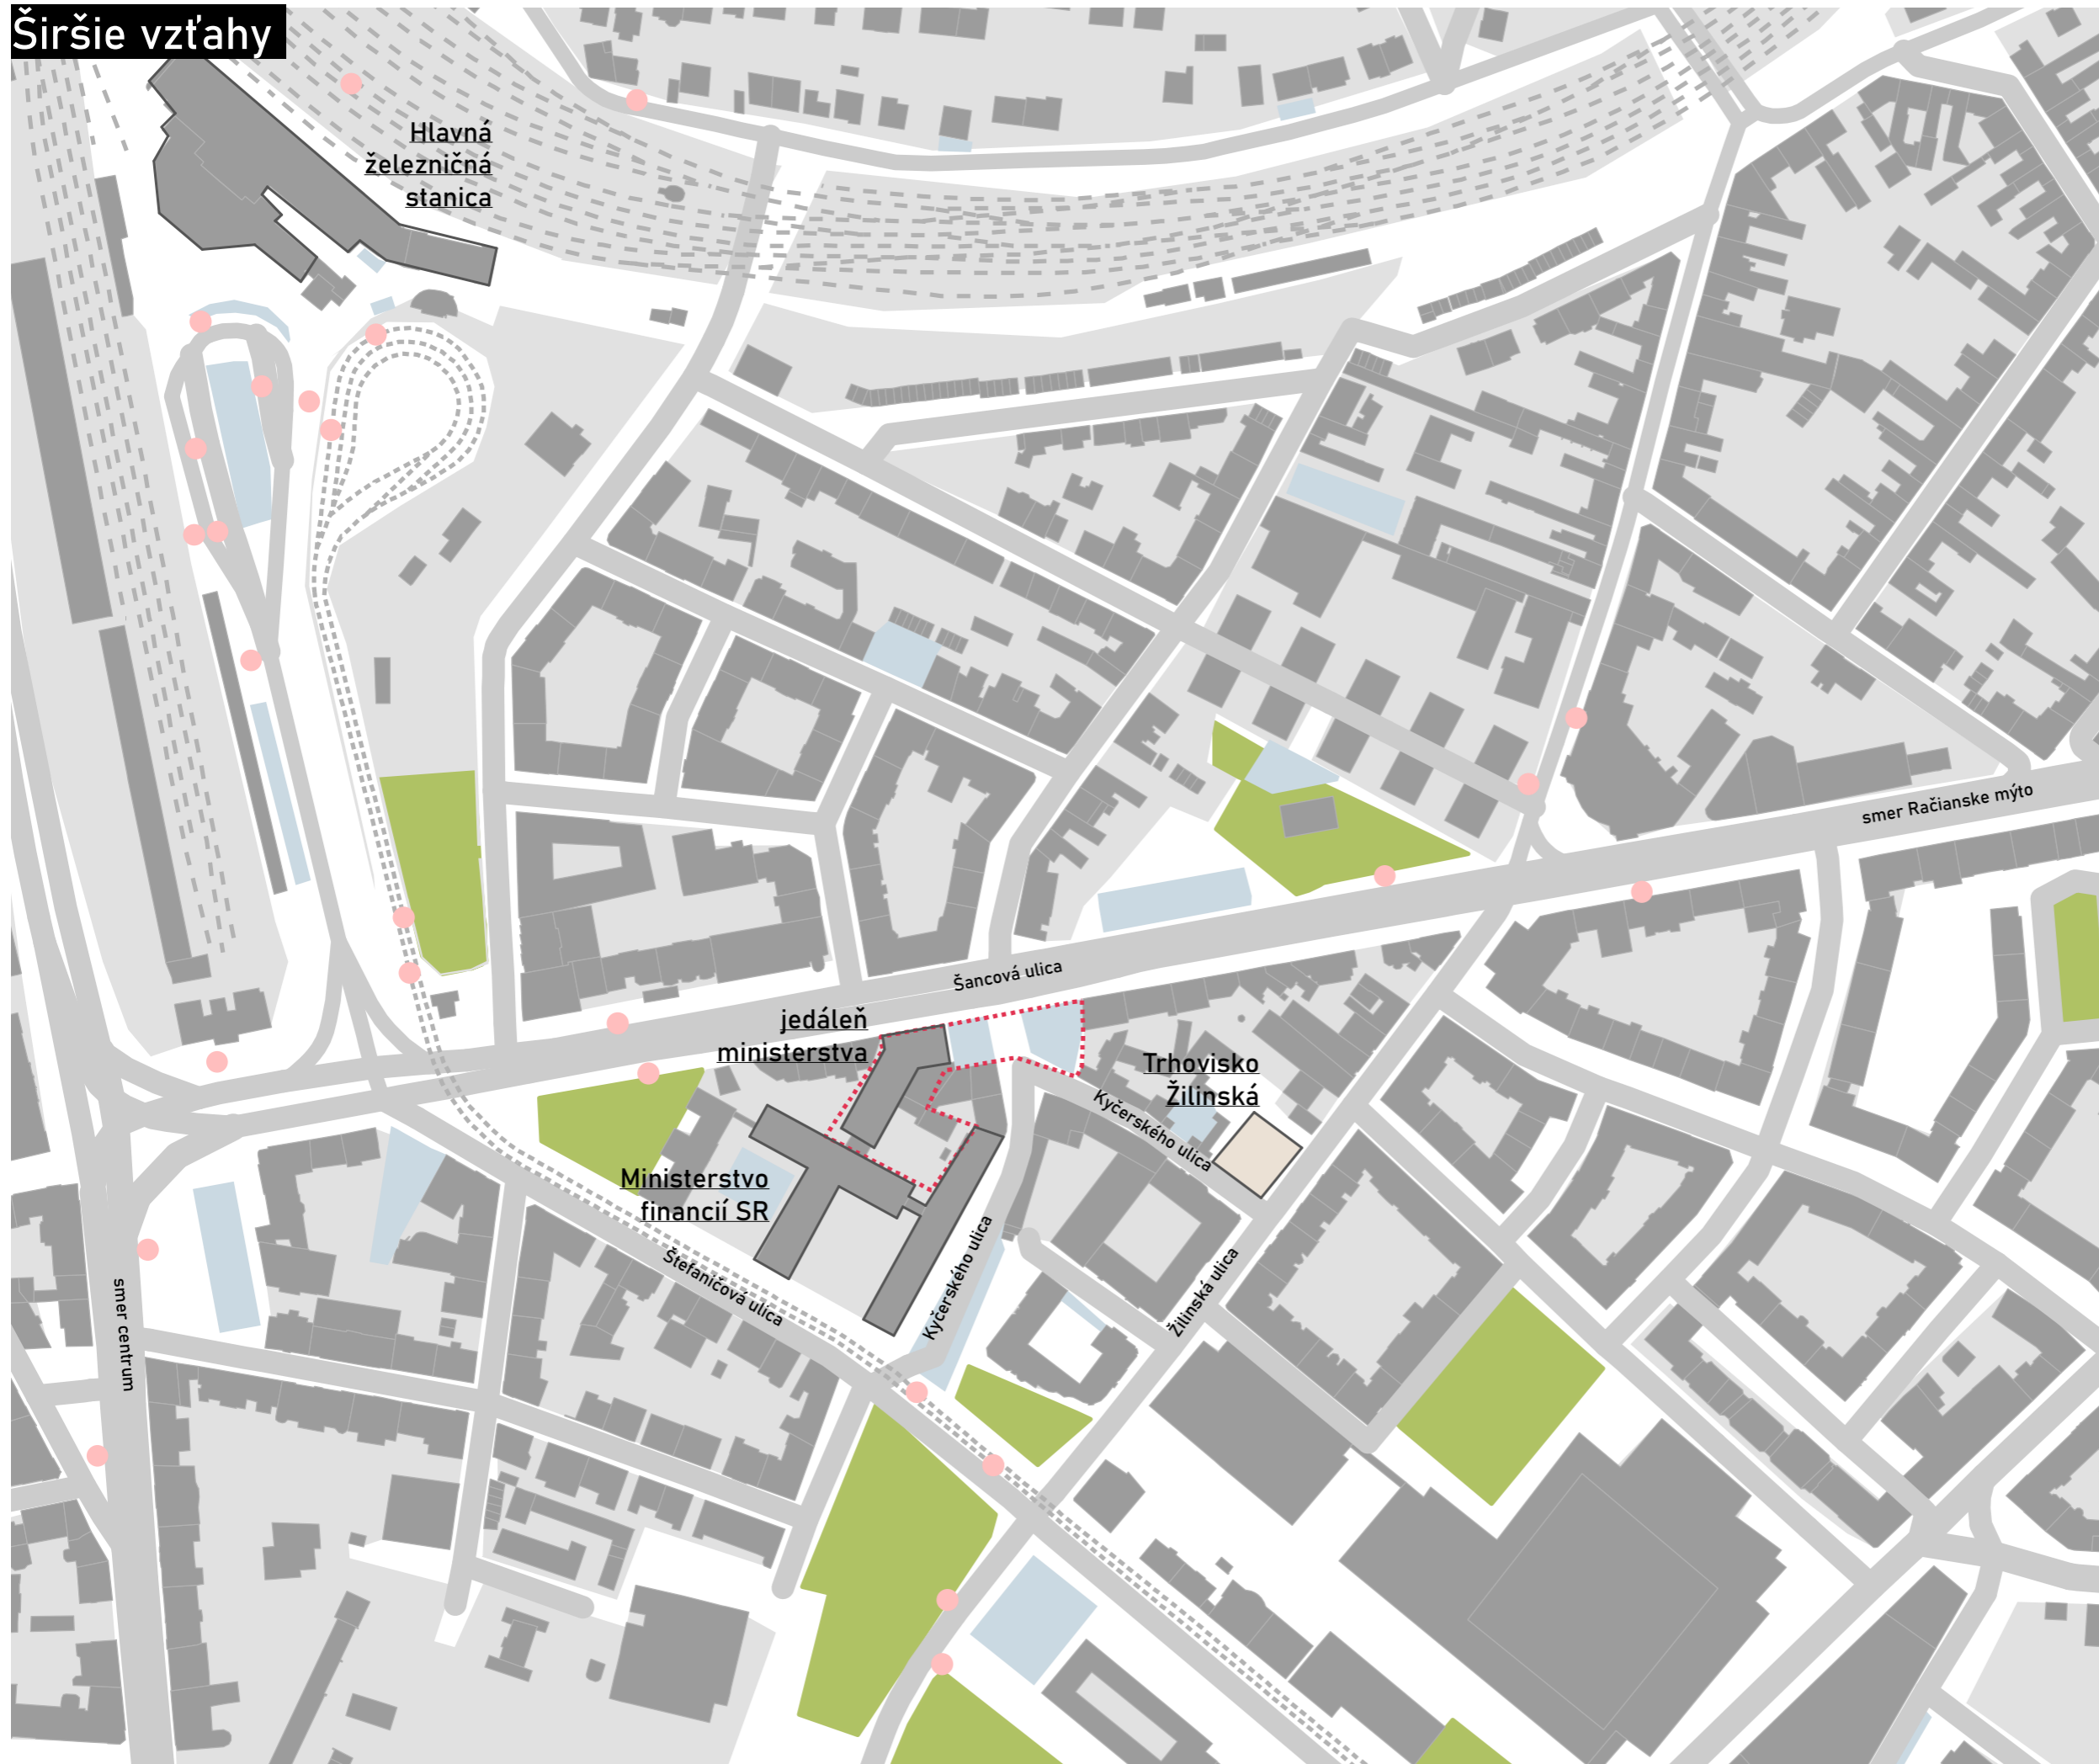 Širšie vzťahy
Hlavná
železničná
stanica
smer Račianske mýto
Šancová ulica
jedáleň
ministerstva
Trhovisko
Žilinská
Kyčerského ulica
Ministerstvo
financií SR
Štefaničová ulica
Kyčerského ulica
Žilinská ulica
smer centrum